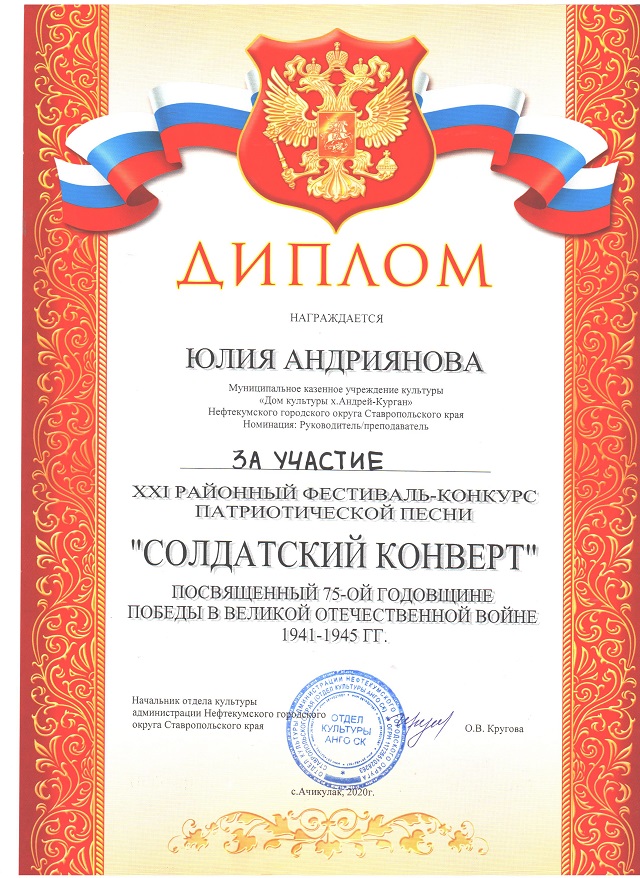 ДИПЛОМ
НАГРАЖДАЕТСЯ
ЮЛИЯ АНДРИЯНОВА
Муниципальное казенное учреждение культуры
«Дом культуры х.Андрей-Курган»
Нефтекумского городского округа Ставропольского края
Номинация: Руководитель/преподаватель
ЗА УЧАСТИЕ
XXI РАЙОННЫЙ ФЕСТИВАЛЬ-КОНКУРС
ПАТРИОТИЧЕСКОЙ ПЕСНИ
"СОЛДАТСКИЙ КОНВЕРТ"
ПОСВЯЩЕННЫЙ 75-ОЙ ГОДОВЩИНЕ
ПОБЕДЫ В ВЕЛИКОЙ ОТЕЧЕСТВЕННОЙ ВОЙНЕ
1941-1945 ГГ.
Начальник отдела культуры
администрации Нефтекумского городского
округа Ставропольского края
О.В. Кругова
ОТДЕЛ
КУЛЬТУРЫ
АНГО СК
с.Ачикулак, 2020г.